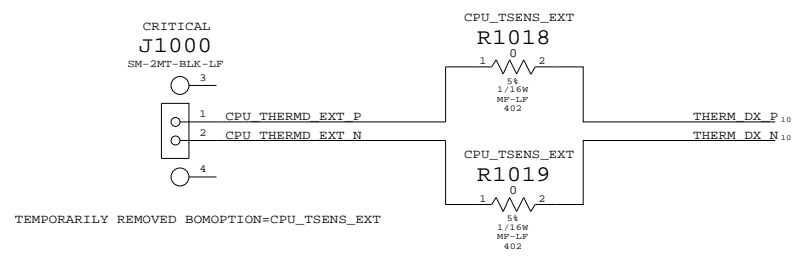 CRITICAL
J1000
SM-2MT-BLK-LF
3
1 CPU_THERMD_EXT_P
2 CPU_THERMD_EXT_N
4
TEMPORARILY REMOVED BOMOPTION=CPU_TSENS_EXT
CPU_TSENS_EXT
R1018
0
1 2
5%
1/16W
MF-LF
402
CPU_TSENS_EXT
R1019
0
1 2
5%
1/16W
MF-LF
402
THERM_DX_P 10
THERM_DX_N 10